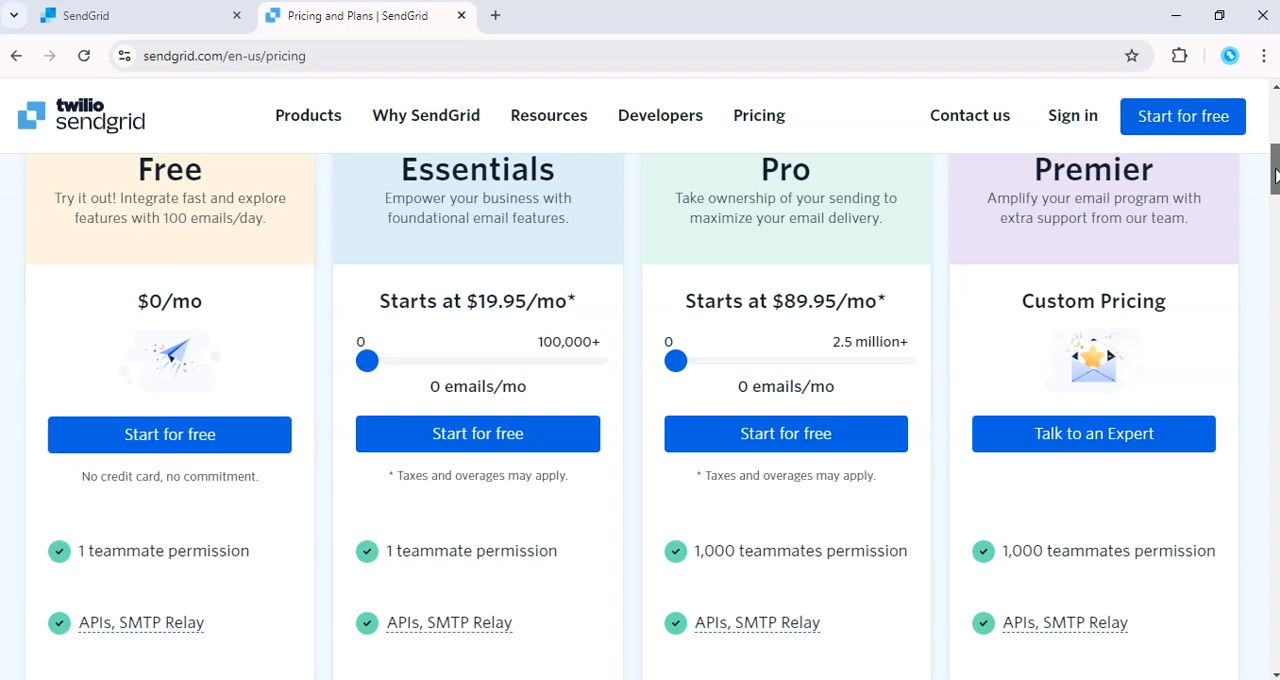 SendGrid
Pricing and Plans | SendGrid
sendgrid.com/en-us/pricing
twilio
sendgrid
Products
Why SendGrid
Resources
Developers
Pricing
Contact us
Sign in
Start for free
Free
Try it out! Integrate fast and explore
features with 100 emails/day.
$0/mo
Start for free
No credit card, no commitment.
1 teammate permission
APIs, SMTP Relay
Essentials
Empower your business with
foundational email features.
Starts at $19.95/mo*
0 100,000+
0 emails/mo
Start for free
* Taxes and overages may apply.
1 teammate permission
APIs, SMTP Relay
Pro
Take ownership of your sending to
maximize your email delivery.
Starts at $89.95/mo*
0 2.5 million+
0 emails/mo
Start for free
* Taxes and overages may apply.
1,000 teammates permission
APIs, SMTP Relay
Premier
Amplify your email program with
extra support from our team.
Custom Pricing
Talk to an Expert
1,000 teammates permission
APIs, SMTP Relay